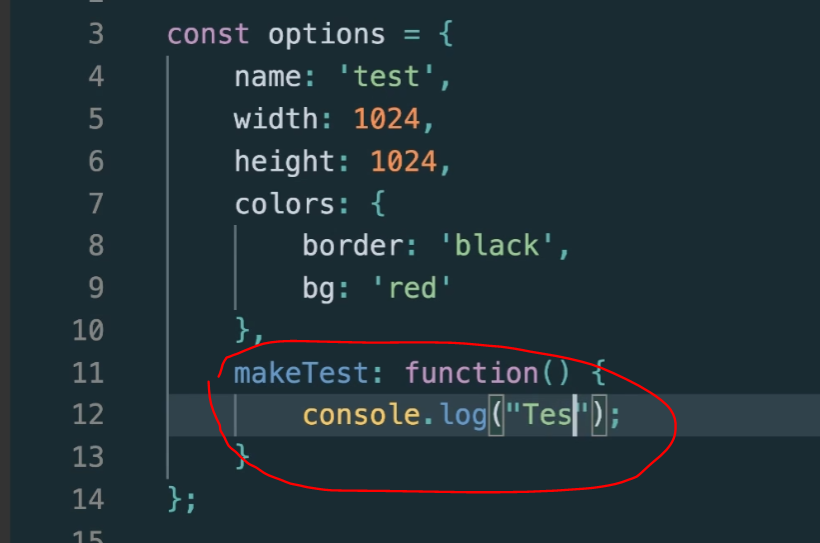 3 const options = {
4 name: 'test',
5 width: 1024,
6 height: 1024,
7 colors: {
8 border: 'black',
9 bg: 'red'
10 },
11 makeTest: function() {
12 console.log("Tes");
13 }
14 };
15